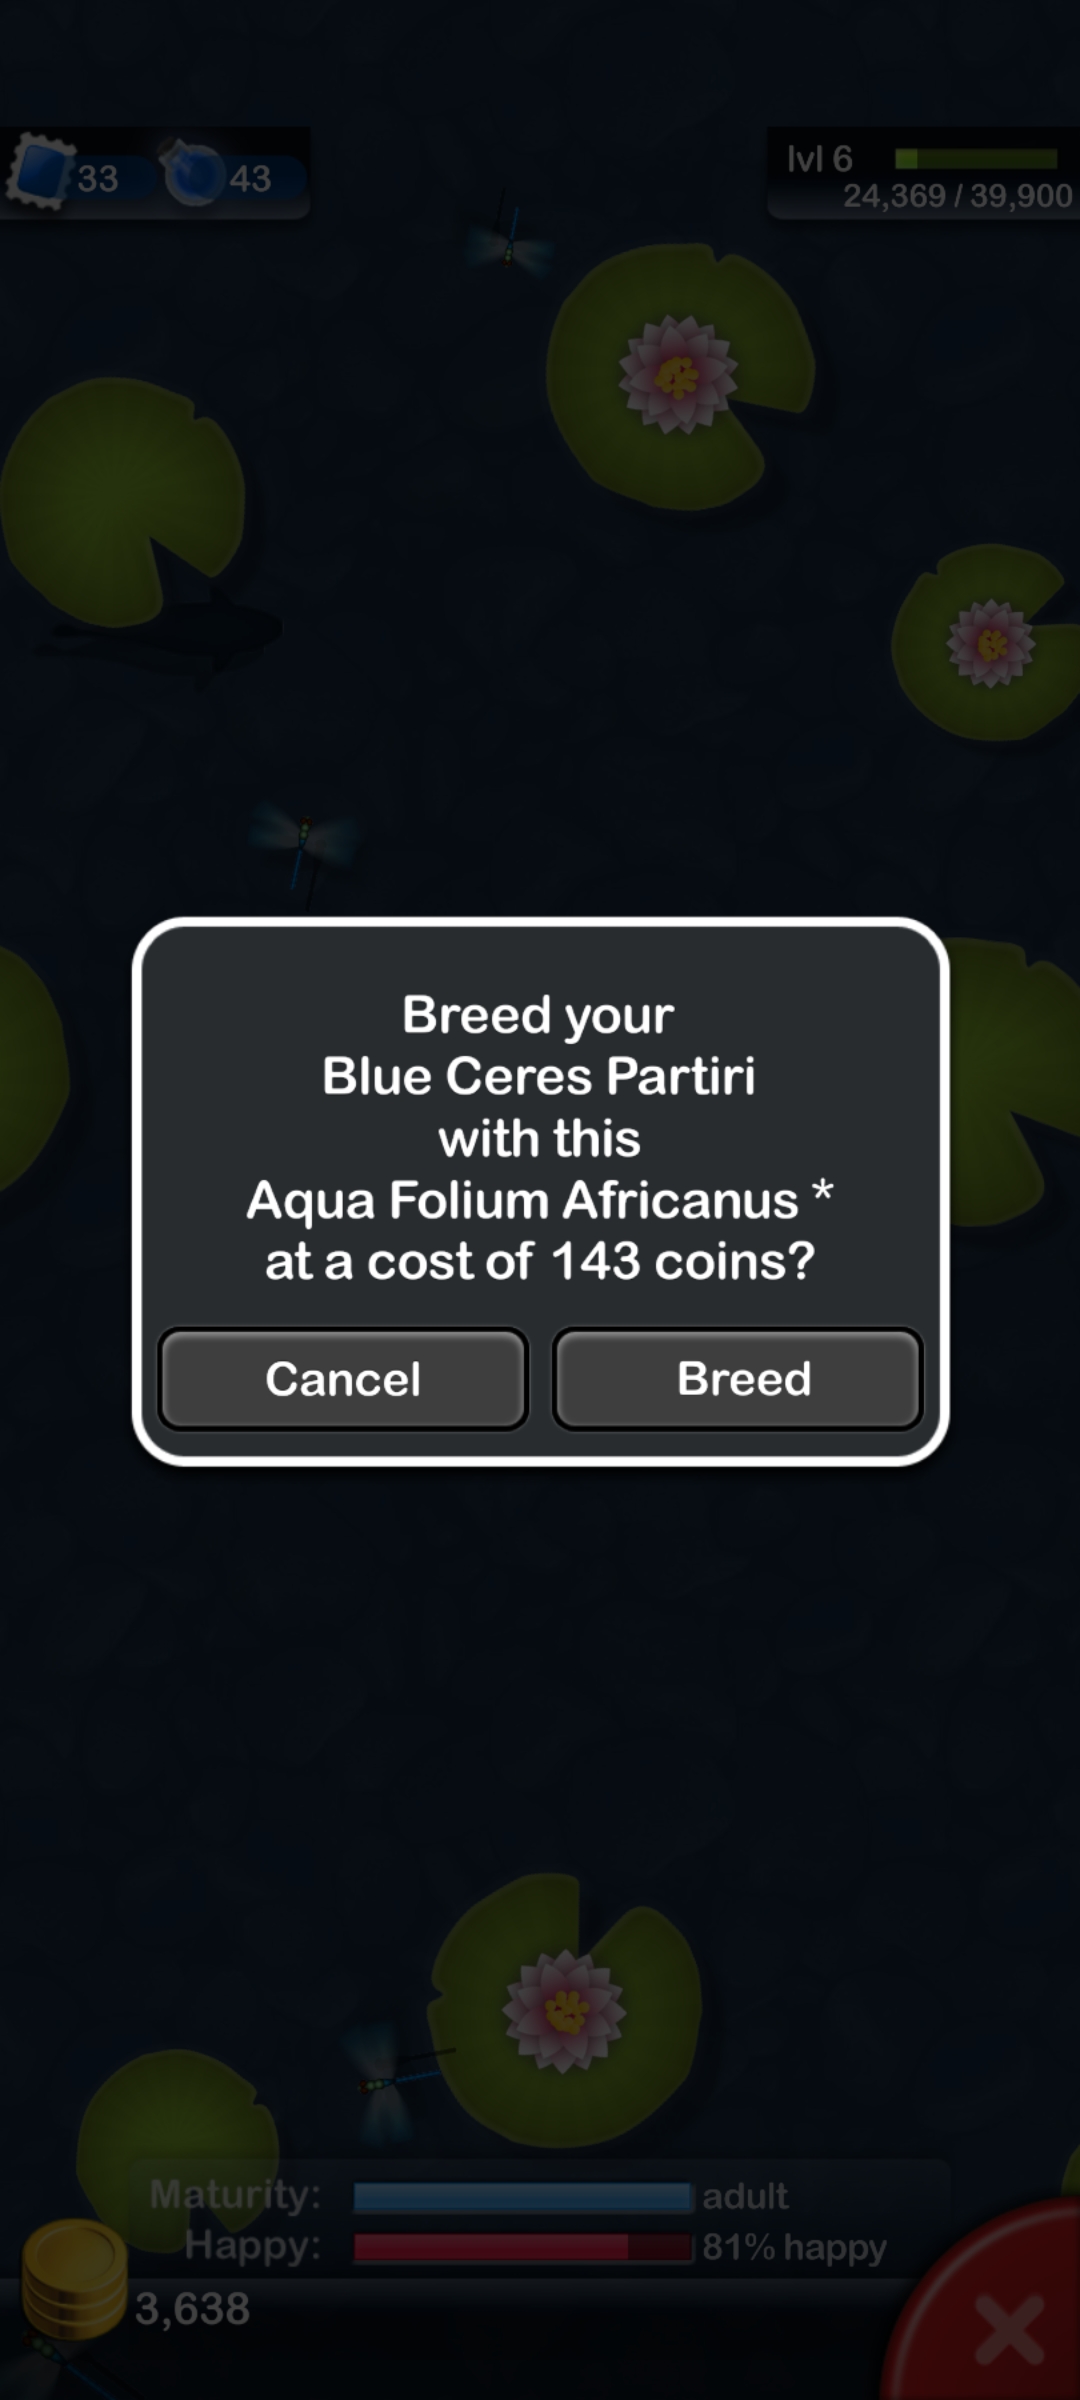 33 43
lvl 6
24,369 / 39,900
Breed your
Blue Ceres Partiri
with this
Aqua Folium Africanus *
at a cost of 143 coins?
Cancel Breed
Maturity: adult
Happy: 81% happy
3,638